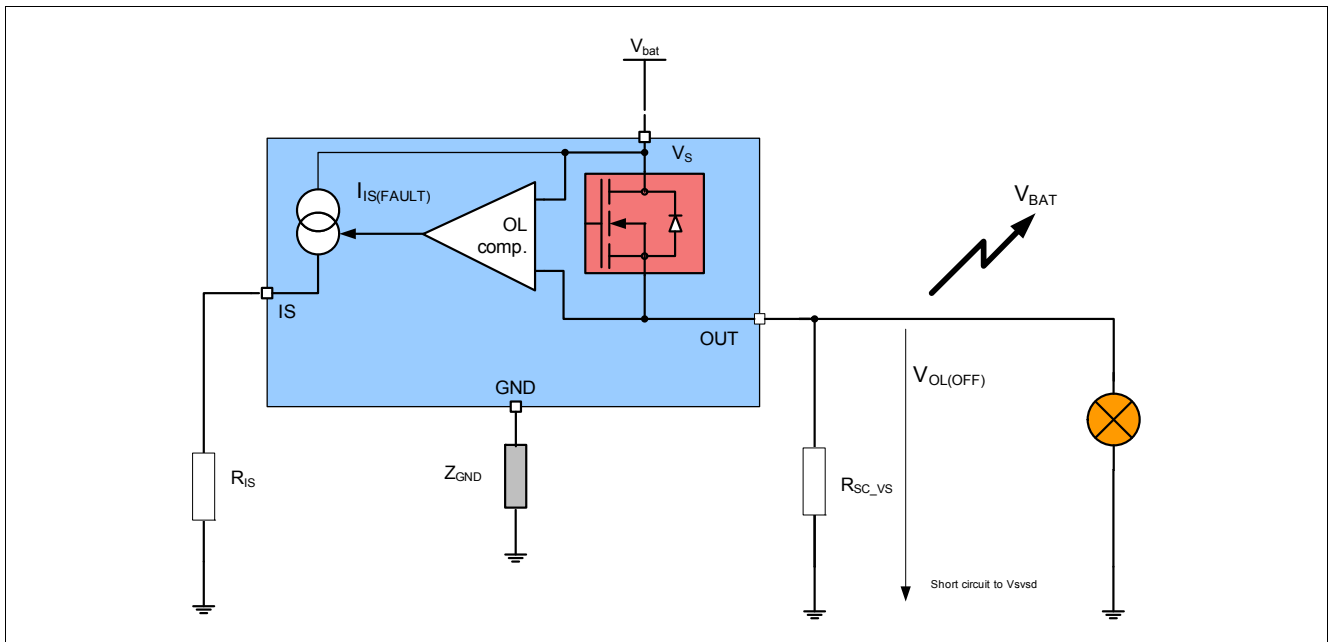 Vbat
VS
IIS(FAULT)
OL
comp.
VBAT
IS
OUT
VOL(OFF)
GND
ZGND
RIS
RSC_VS
Short circuit to Vsvsd